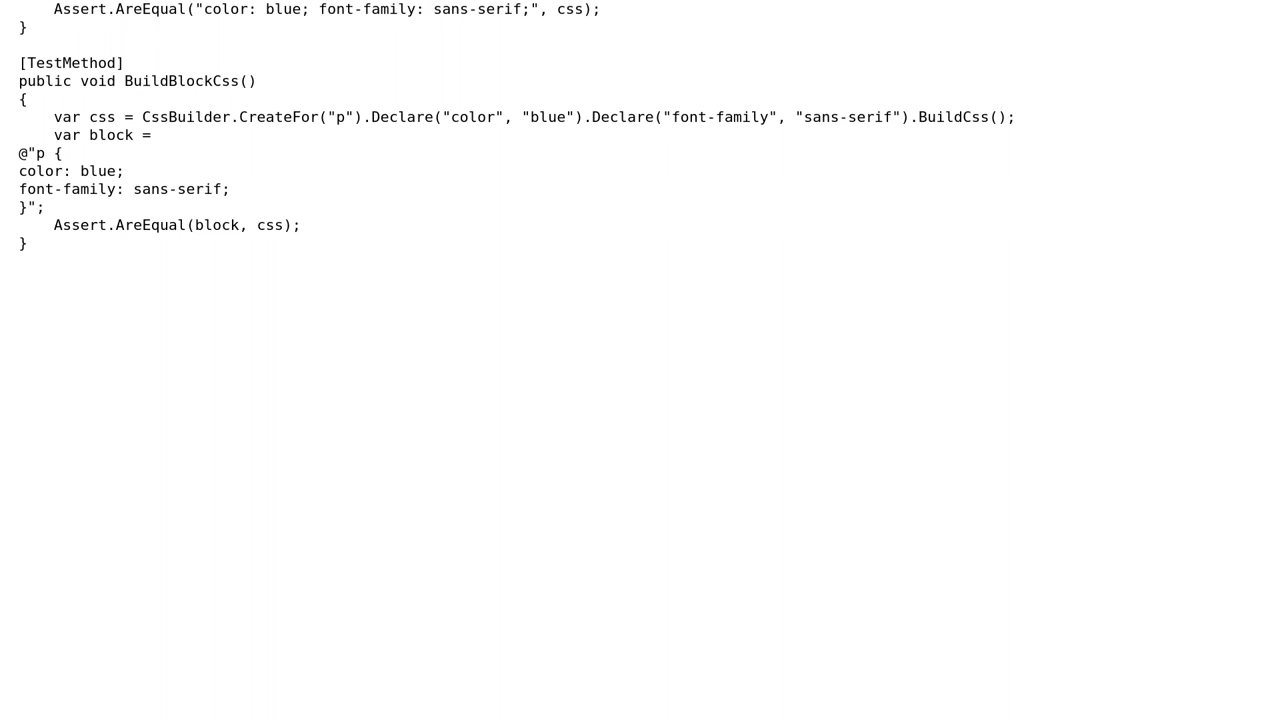 Assert.AreEqual("color: blue; font-family: sans-serif;", css);
}

[TestMethod]
public void BuildBlockCss()
{
    var css = CssBuilder.CreateFor("p").Declare("color", "blue").Declare("font-family", "sans-serif").BuildCss();
    var block =
@"p {
color: blue;
font-family: sans-serif;
}";
    Assert.AreEqual(block, css);
}